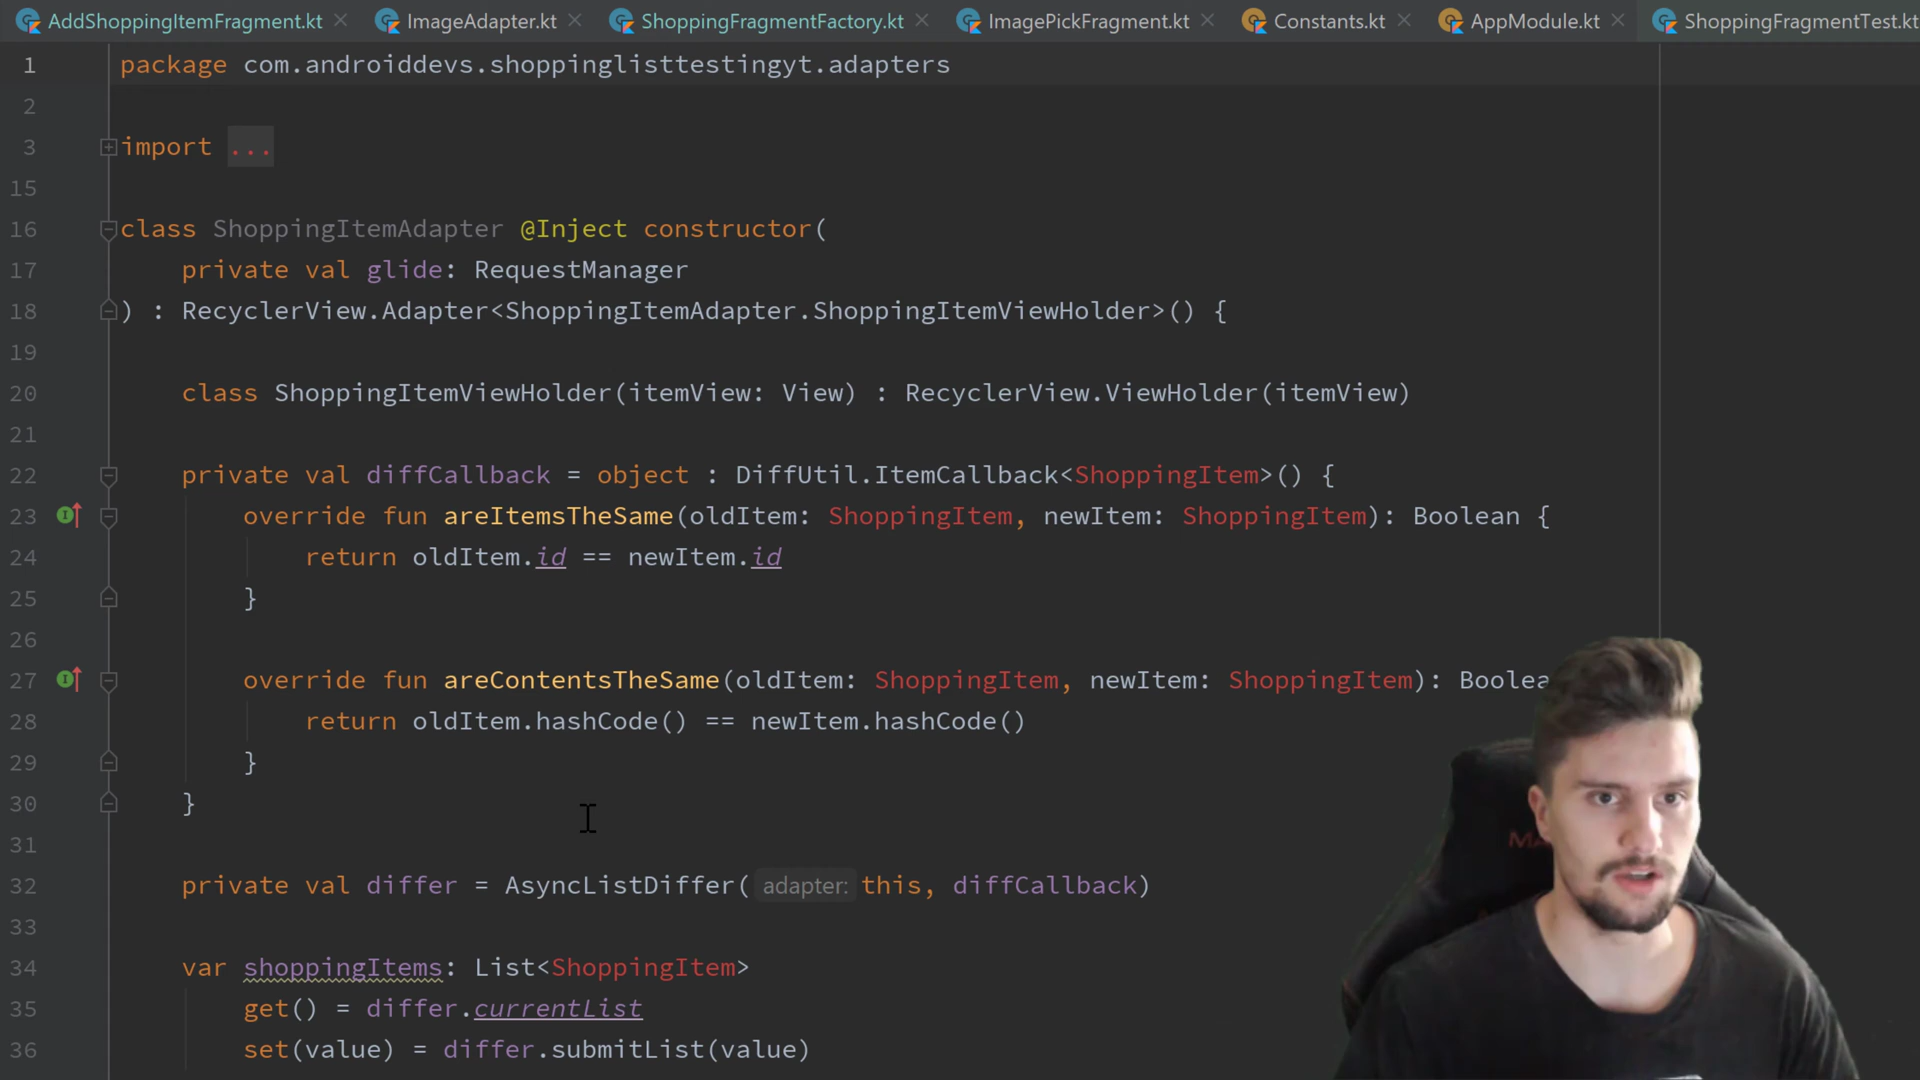 AddShoppingItemFragment.kt ImageAdapter.kt ShoppingFragmentFactory.kt ImagePickFragment.kt Constants.kt AppModule.kt ShoppingFragmentTest.kt
1 package com.androiddevs.shoppinglisttestingyt.adapters
2
3 import ...
15
16 class ShoppingItemAdapter @Inject constructor(
17 private val glide: RequestManager
18 ) : RecyclerView.Adapter<ShoppingItemAdapter.ShoppingItemViewHolder>() {
19
20 class ShoppingItemViewHolder(itemView: View) : RecyclerView.ViewHolder(itemView)
21
22 private val diffCallback = object : DiffUtil.ItemCallback<ShoppingItem>() {
23 override fun areItemsTheSame(oldItem: ShoppingItem, newItem: ShoppingItem): Boolean {
24 return oldItem.id == newItem.id
25 }
26
27 override fun areContentsTheSame(oldItem: ShoppingItem, newItem: ShoppingItem): Boolea
28 return oldItem.hashCode() == newItem.hashCode()
29 }
30 }
31
32 private val differ = AsyncListDiffer( adapter: this, diffCallback)
33
34 var shoppingItems: List<ShoppingItem>
35 get() = differ.currentList
36 set(value) = differ.submitList(value)